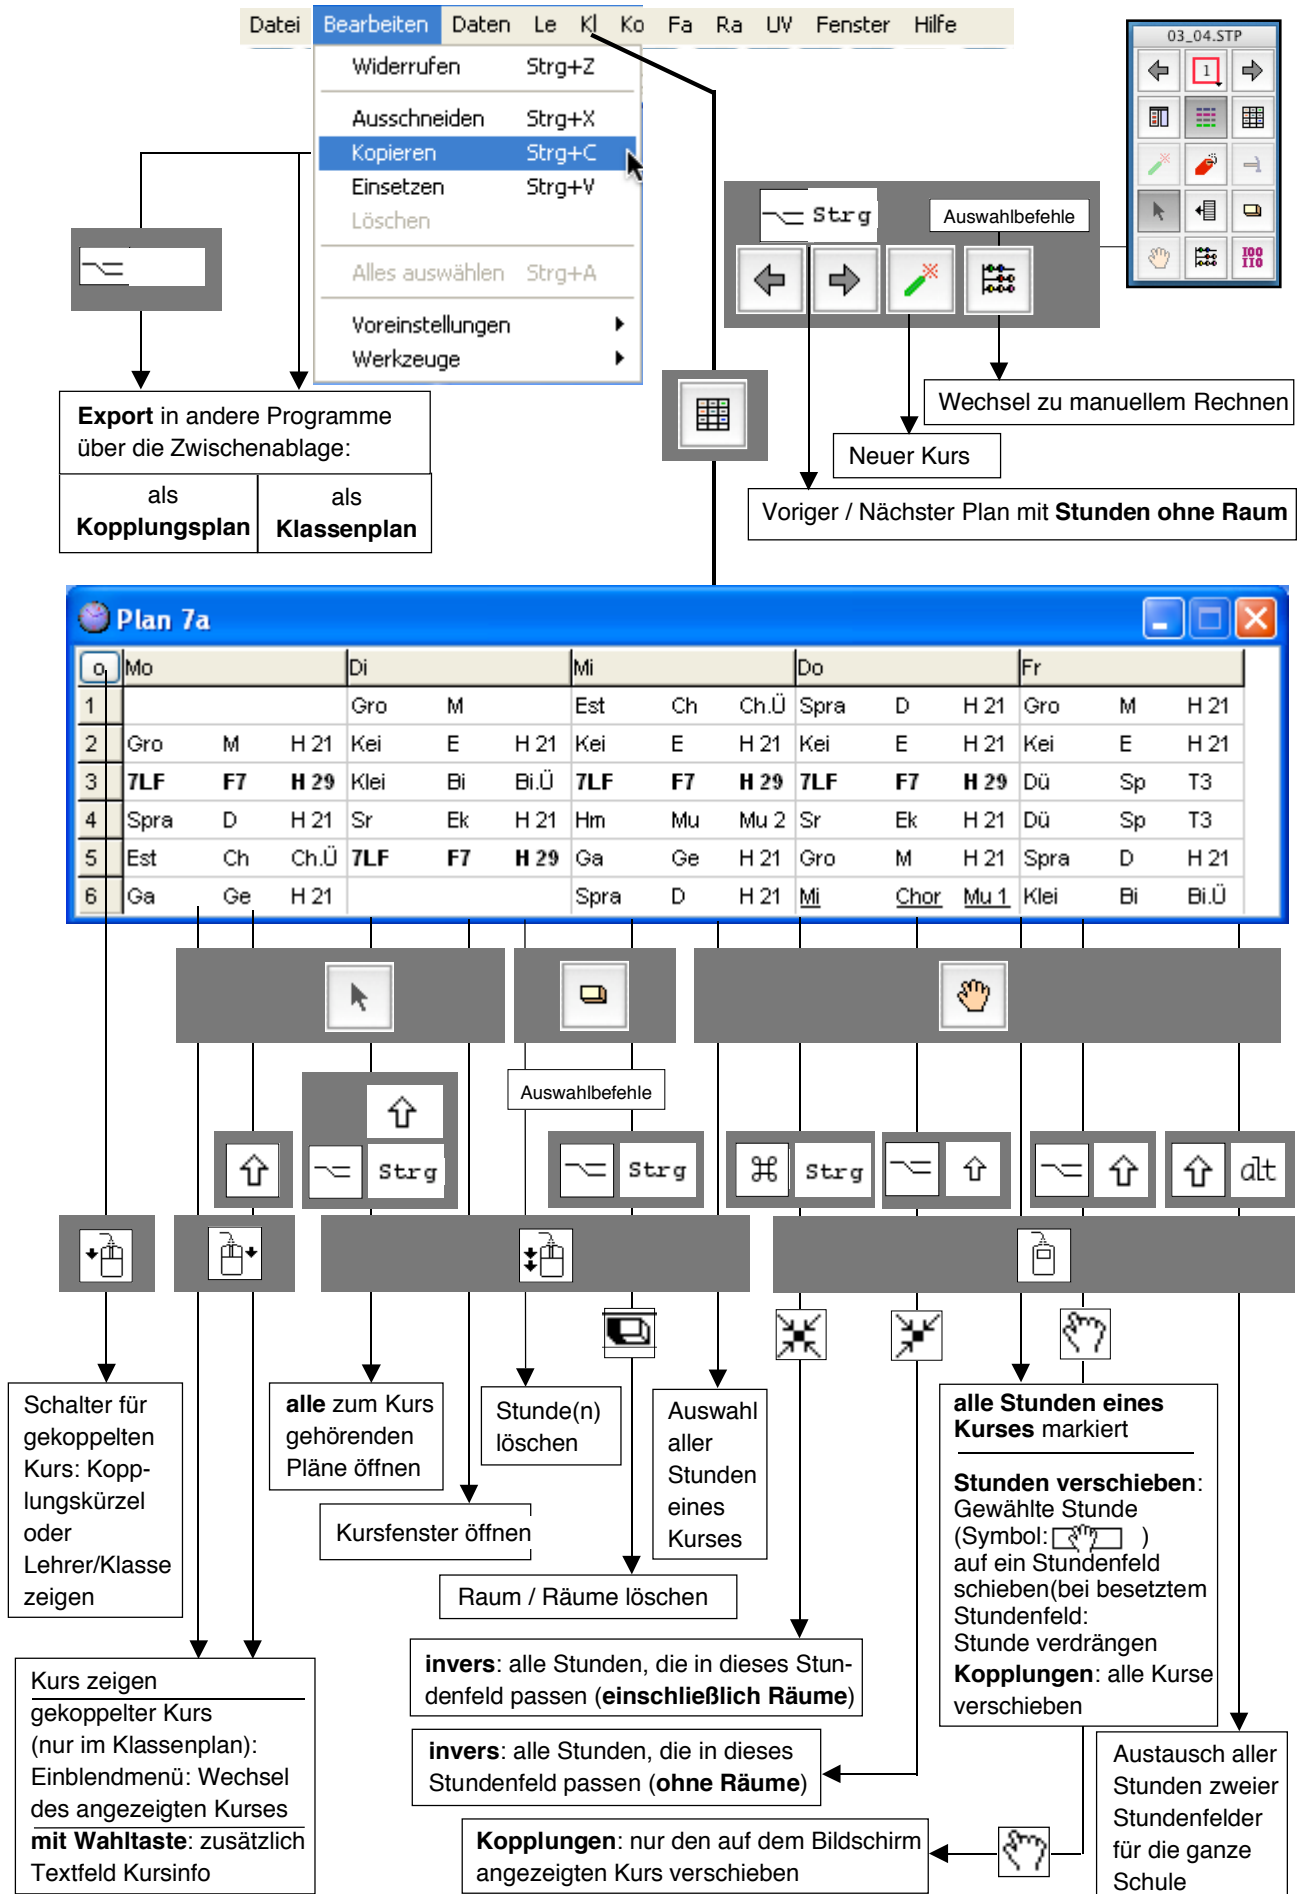 Datei Bearbeiten Daten Le Kl Ko Fa Ra UV Fenster Hilfe
Widerrufen Strg+Z
Ausschneiden Strg+X
Kopieren Strg+C
Einsetzen Strg+V
Löschen
Alles auswählen Strg+A
Voreinstellungen
Werkzeuge
03_04.STP
1
100
110
Strg
Auswahlbefehle
Wechsel zu manuellem Rechnen
Neuer Kurs
Voriger / Nächster Plan mit Stunden ohne Raum
Export in andere Programme
über die Zwischenablage:
als
Kopplungsplan
als
Klassenplan
Plan 7a
o Mo Di Mi Do Fr
1 Gro M Est Ch Ch.Ü Spra D H 21 Gro M H 21
2 Gro M H 21 Kei E H 21 Kei E H 21 Kei E H 21 Kei E H 21
3 7LF F7 H 29 Klei Bi Bi.Ü 7LF F7 H 29 7LF F7 H 29 Dü Sp T3
4 Spra D H 21 Sr Ek H 21 Hm Mu Mu 2 Sr Ek H 21 Dü Sp T3
5 Est Ch Ch.Ü 7LF F7 H 29 Ga Ge H 21 Gro M H 21 Spra D H 21
6 Ga Ge H 21 Spra D H 21 Mi Chor Mu 1 Klei Bi Bi.Ü
Auswahlbefehle
Strg
Strg
⌘ Strg
alt
Schalter für
gekoppelten
Kurs: Kopp-
lungskürzel
oder
Lehrer/Klasse
zeigen
alle zum Kurs
gehörenden
Pläne öffnen
Kursfenster öffnen
Stunde(n)
löschen
Raum / Räume löschen
Auswahl
aller
Stunden
eines
Kurses
alle Stunden eines
Kurses markiert
Stunden verschieben:
Gewählte Stunde
(Symbol: )
auf ein Stundenfeld
schieben(bei besetztem
Stundenfeld:
Stunde verdrängen
Kopplungen: alle Kurse
verschieben
Kurs zeigen
gekoppelter Kurs
(nur im Klassenplan):
Einblendmenü: Wechsel
des angezeigten Kurses
mit Wahltaste: zusätzlich
Textfeld Kursinfo
invers: alle Stunden, die in dieses Stun-
denfeld passen (einschließlich Räume)
invers: alle Stunden, die in dieses
Stundenfeld passen (ohne Räume)
Kopplungen: nur den auf dem Bildschirm
angezeigten Kurs verschieben
Austausch aller
Stunden zweier
Stundenfelder
für die ganze
Schule